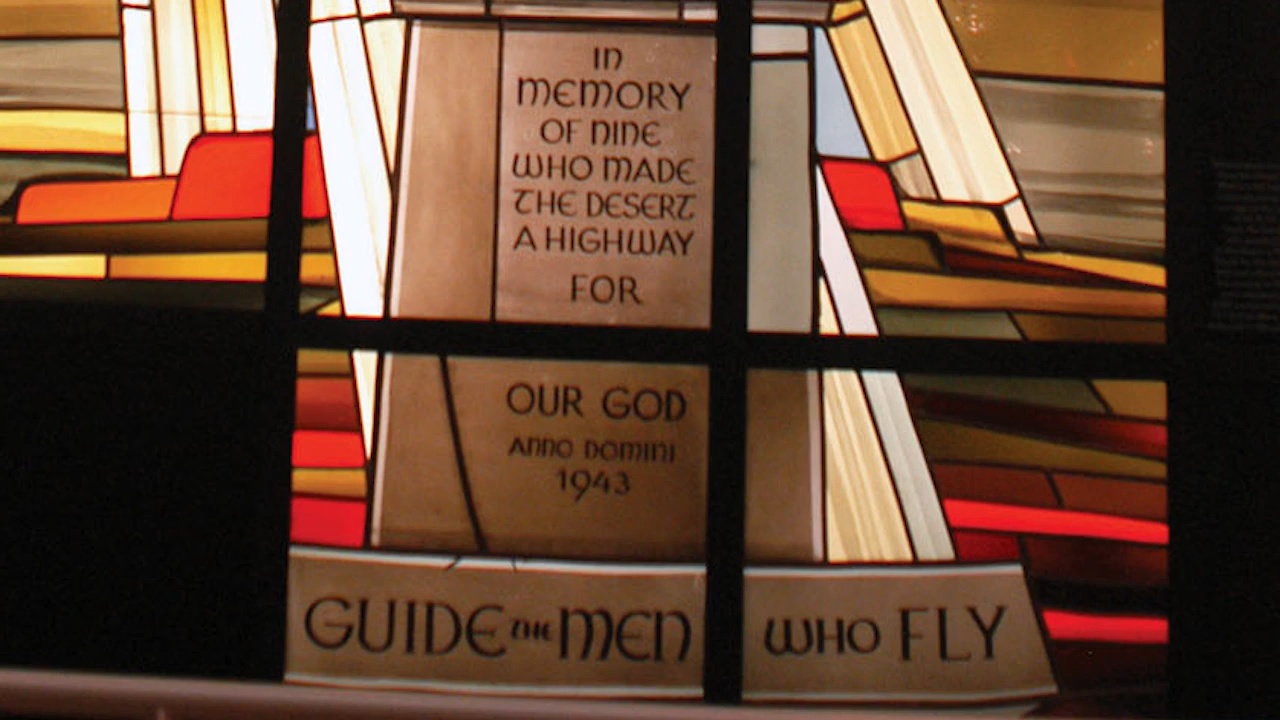 IN
MEMORY
OF NINE
WHO MADE
THE DESERT
A HIGHWAY
FOR
OUR GOD
ANNO DOMINI
1943
GUIDE THE MEN WHO FLY